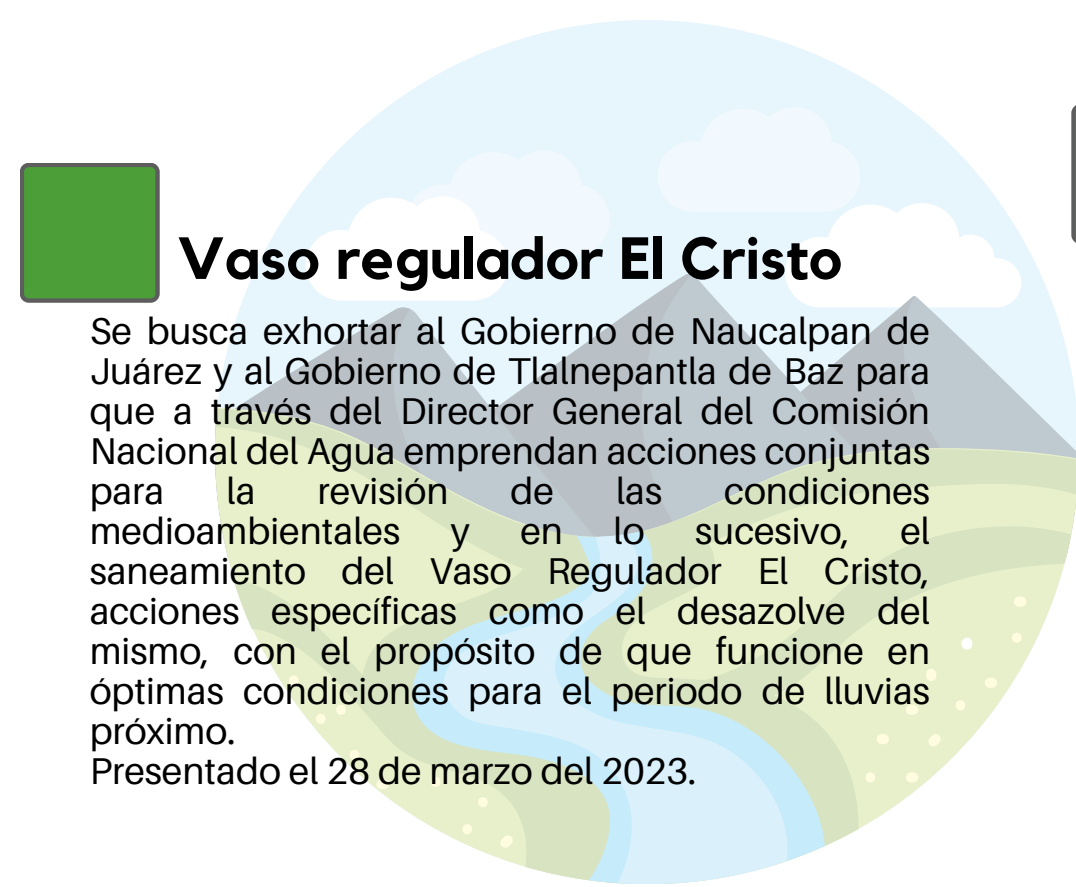 Vaso regulador El Cristo
Se busca exhortar al Gobierno de Naucalpan de
Juárez y al Gobierno de Tlalnepantla de Baz para
que a través del Director General del Comisión
Nacional del Agua emprendan acciones conjuntas
para la revisión de las condiciones
medioambientales y en lo sucesivo, el
saneamiento del Vaso Regulador El Cristo,
acciones específicas como el desazolve del
mismo, con el propósito de que funcione en
óptimas condiciones para el periodo de lluvias
próximo.
Presentado el 28 de marzo del 2023.